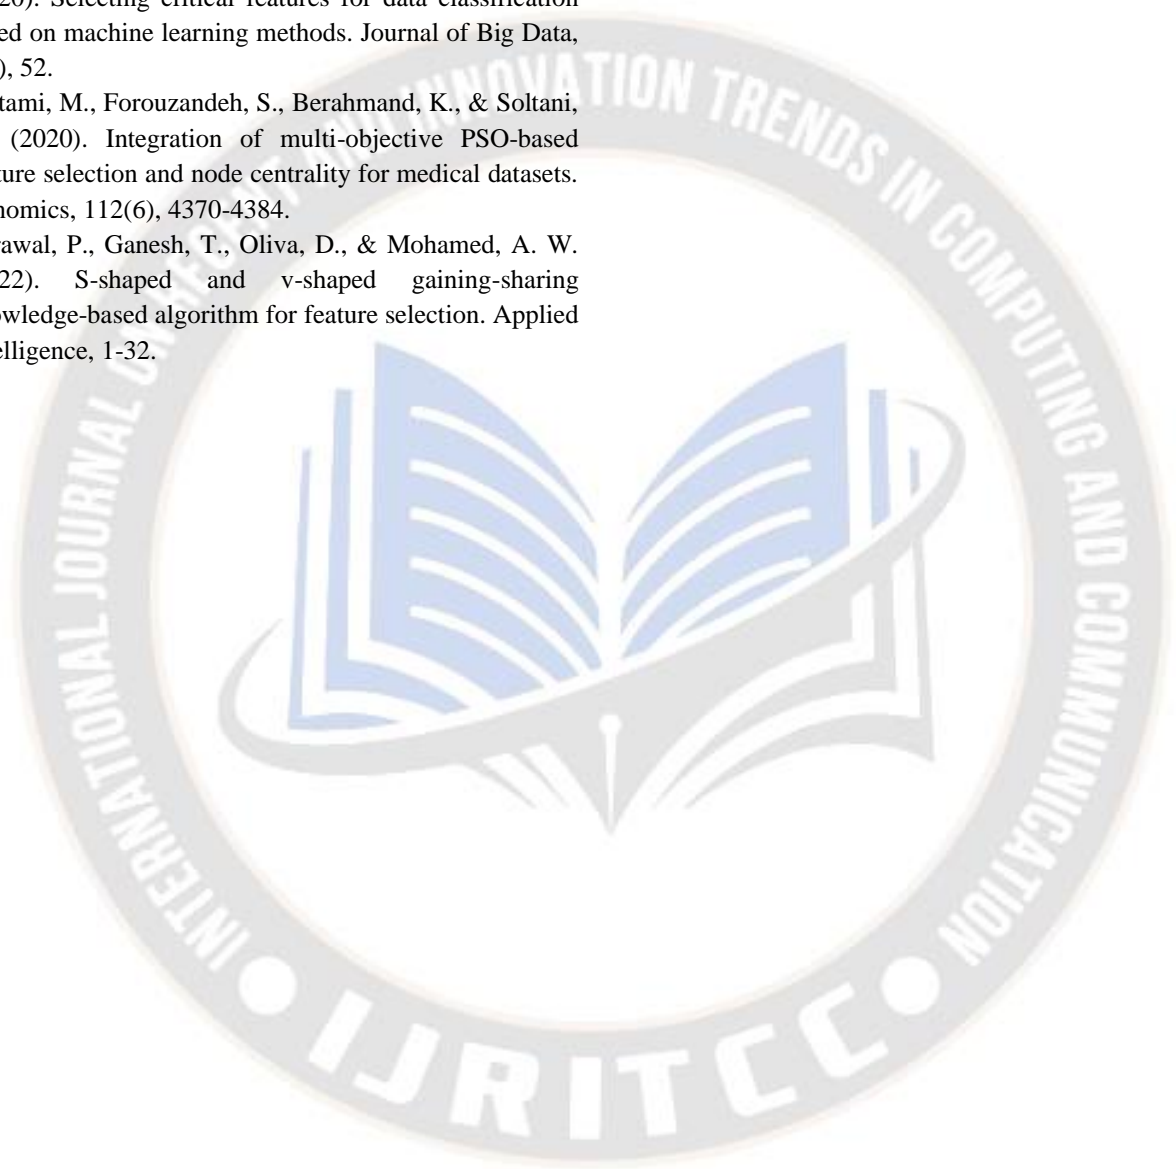 20). Selecting critical features for data classification
ed on machine learning methods. Journal of Big Data,
), 52.
tami, M., Forouzandeh, S., Berahmand, K., & Soltani,
(2020). Integration of multi-objective PSO-based
ture selection and node centrality for medical datasets.
nomics, 112(6), 4370-4384.
rawal, P., Ganesh, T., Oliva, D., & Mohamed, A. W.
22). S-shaped and v-shaped gaining-sharing
owledge-based algorithm for feature selection. Applied
elligence, 1-32.
INTERNATIONAL JOURNAL ON RECENT AND INNOVATION TRENDS IN COMPUTING AND COMMUNICATION
IJRITCC